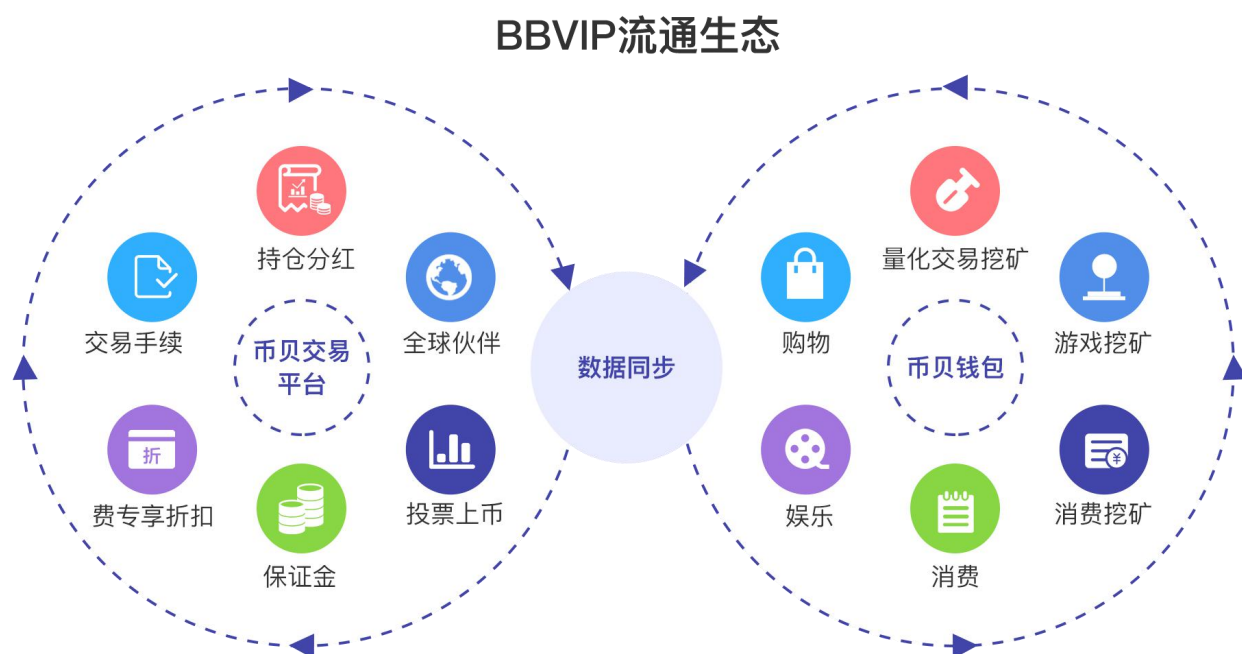 BBVIP流通生态
持仓分红
交易手续
全球伙伴
币贝交易
平台
费专享折扣
折
投票上币
保证金
数据同步
量化交易挖矿
购物
游戏挖矿
币贝钱包
娱乐
消费挖矿
¥
消费